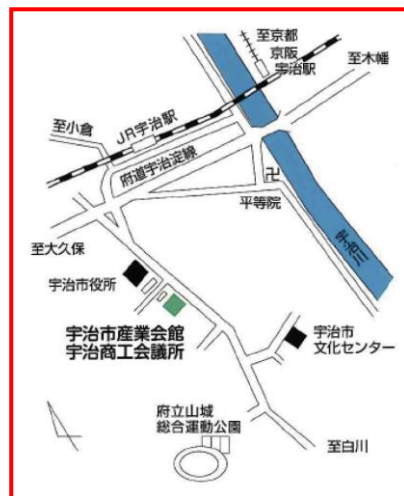 至京都
京阪
宇治駅
至木幡
至小倉
JR宇治駅
府道宇治淀線
卍
平等院
宇治川
至大久保
宇治市役所
宇治市産業会館
宇治商工会議所
宇治市
文化センター
府立山城
総合運動公園
至白川